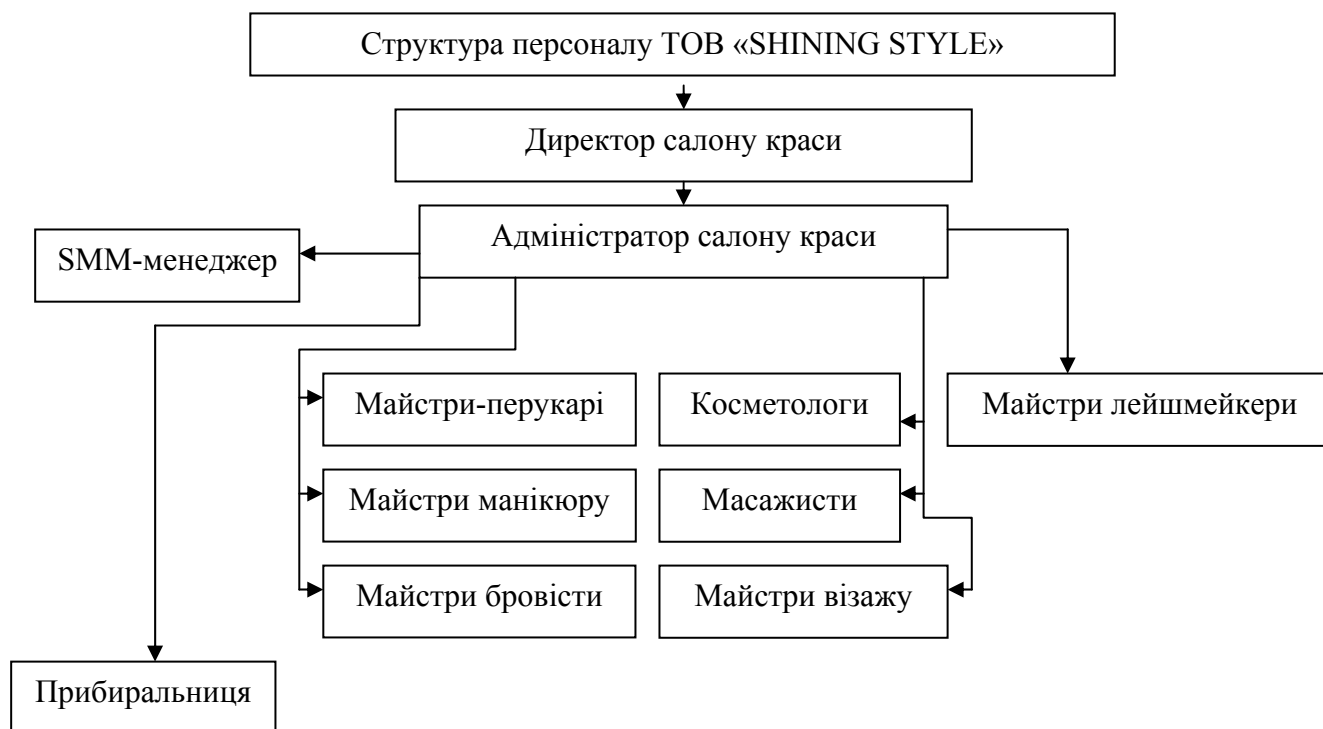 Структура персоналу ТОВ «SHINING STYLE»
Директор салону краси
Адміністратор салону краси
SMM-менеджер
Майстри-перукарі
Косметологи
Майстри лейшмейкери
Майстри манікюру
Масажисти
Майстри бровісти
Майстри візажу
Прибиральниця